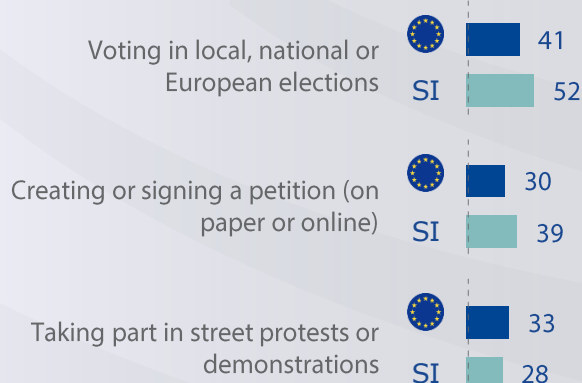 Voting in local, national or
European elections
41
SI
52
Creating or signing a petition (on
paper or online)
30
SI
39
Taking part in street protests or
demonstrations
33
SI
28